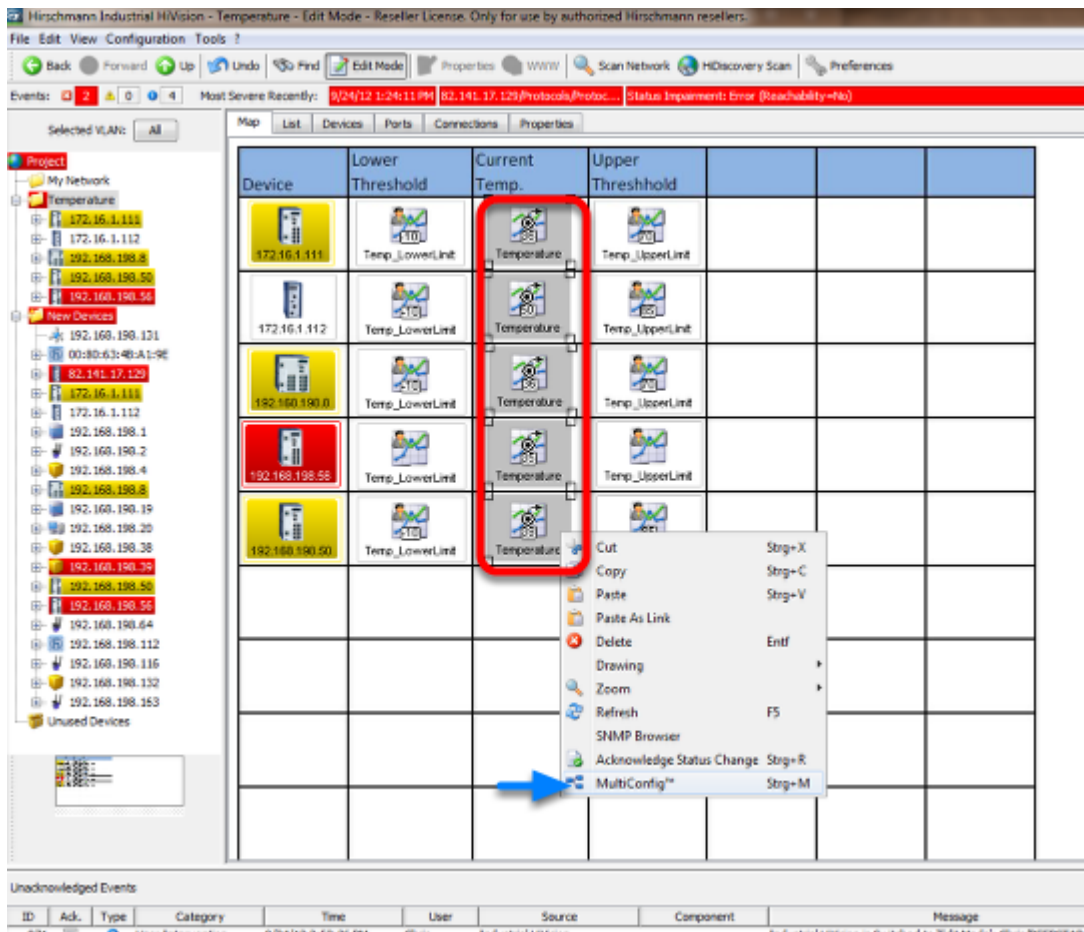 Hirschmann Industrial HiVision - Temperature - Edit Mode - Reseller License. Only for use by authorized Hirschmann resellers.
File Edit View Configuration Tools ?
Back Forward Up Undo Find Edit Mode Properties WWW Scan Network HiDiscovery Scan Preferences
Events: 2 0 4 Most Severe Recently: 9/24/12 1:24:11 PM 82.141.17.129/Protocols/Protoc... Status Impairment: Error (Reachability=No)
Selected VLAN: All
Map List Devices Ports Connections Properties
Project
My Network
Temperature
172.16.1.111
172.16.1.112
192.168.198.8
192.168.198.50
192.168.198.56
New Devices
192.168.198.131
00:80:63:4B:A1:9E
82.141.17.129
172.16.1.111
172.16.1.112
192.168.198.1
192.168.198.2
192.168.198.4
192.168.198.8
192.168.198.19
192.168.198.20
192.168.198.38
192.168.198.39
192.168.198.50
192.168.198.56
192.168.198.64
192.168.198.112
192.168.198.116
192.168.198.132
192.168.198.163
Unused Devices
Device
Lower Threshold
Current Temp.
Upper Threshhold
172.16.1.111 Temp_LowerLimit Temperature Temp_UpperLimit
172.16.1.112 Temp_LowerLimit Temperature Temp_UpperLimit
Temp_LowerLimit Temperature Temp_UpperLimit
192.168.198.56 Temp_LowerLimit Temperature Temp_UpperLimit
192.168.198.50 Temp_LowerLimit Temperature
Cut Strg+X
Copy Strg+C
Paste Strg+V
Paste As Link
Delete Entf
Drawing
Zoom
Refresh F5
SNMP Browser
Acknowledge Status Change Strg+R
MultiConfig™ Strg+M
Unacknowledged Events
ID Ack. Type Category Time User Source Component Message